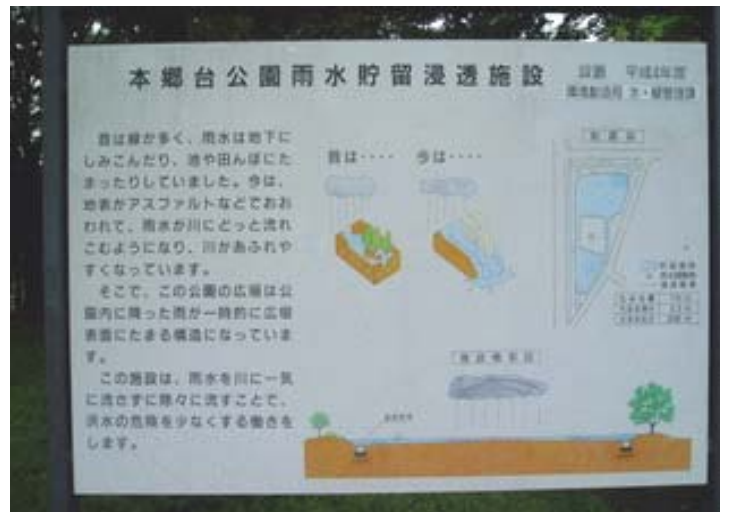 本郷台公園雨水貯留浸透施設
設置 平成4年度
昔は緑が多く、雨水は地下に
しみこんだり、池や田んぼにた
まったりしていました。今は、
地表がアスファルトなどでおお
われて、雨水が川にどっと流れ
こむようになり、川があふれや
すくなっています。
そこで、この公園の広場は公
園内に降った雨が一時的に広場
表面にたまる構造になっていま
す。
この施設は、雨水を川に一気
に流さずに除々に流すことで、
洪水の危険を少なくする働きを
します。
昔は・・・・
今は・・・・